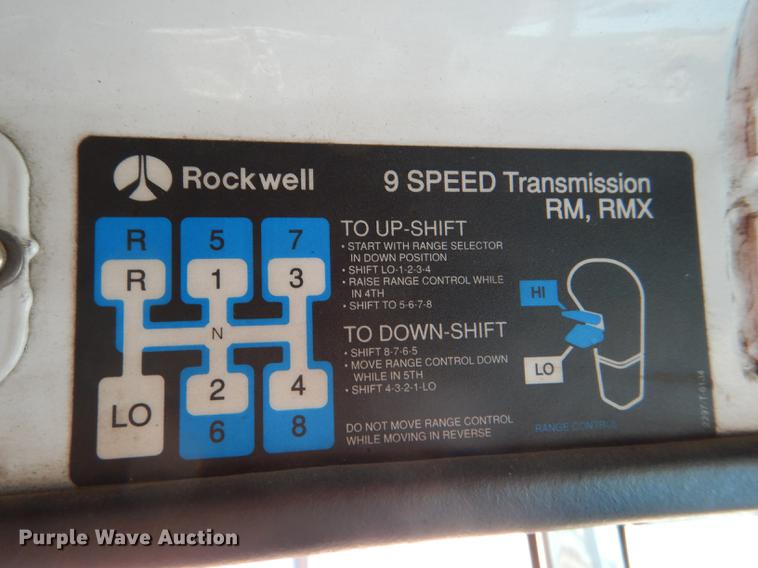 Rockwell
9 SPEED Transmission
RM, RMX
R 5 7
R 1 3
N
2 4
LO
6 8
TO UP-SHIFT
• START WITH RANGE SELECTOR
IN DOWN POSITION
• SHIFT LO-1-2-3-4
• RAISE RANGE CONTROL WHILE
IN 4TH
• SHIFT TO 5-6-7-8
TO DOWN-SHIFT
• SHIFT 8-7-6-5
• MOVE RANGE CONTROL DOWN
WHILE IN 5TH
• SHIFT 4-3-2-1-LO
DO NOT MOVE RANGE CONTROL
WHILE MOVING IN REVERSE
HI
LO
RANGE CONTROL
Purple Wave Auction